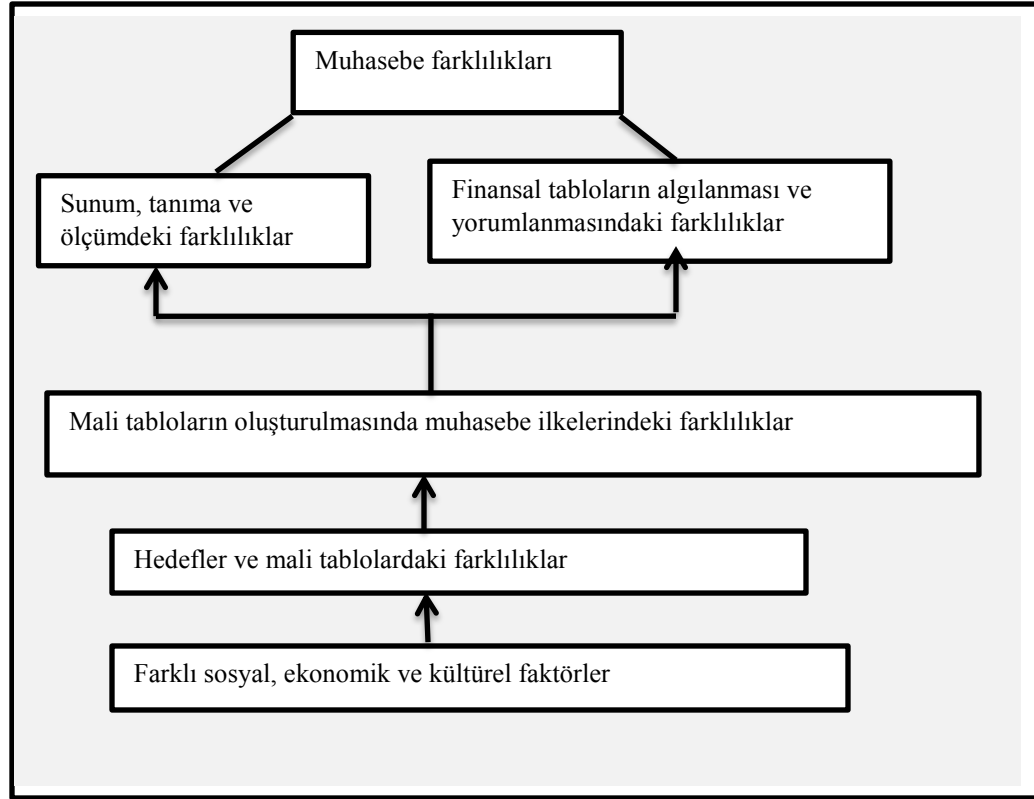 Muhasebe farklılıkları
Sunum, tanıma ve
ölçümdeki farklılıklar
Finansal tabloların algılanması ve
yorumlanmasındaki farklılıklar
Mali tabloların oluşturulmasında muhasebe ilkelerindeki farklılıklar
Hedefler ve mali tablolardaki farklılıklar
Farklı sosyal, ekonomik ve kültürel faktörler